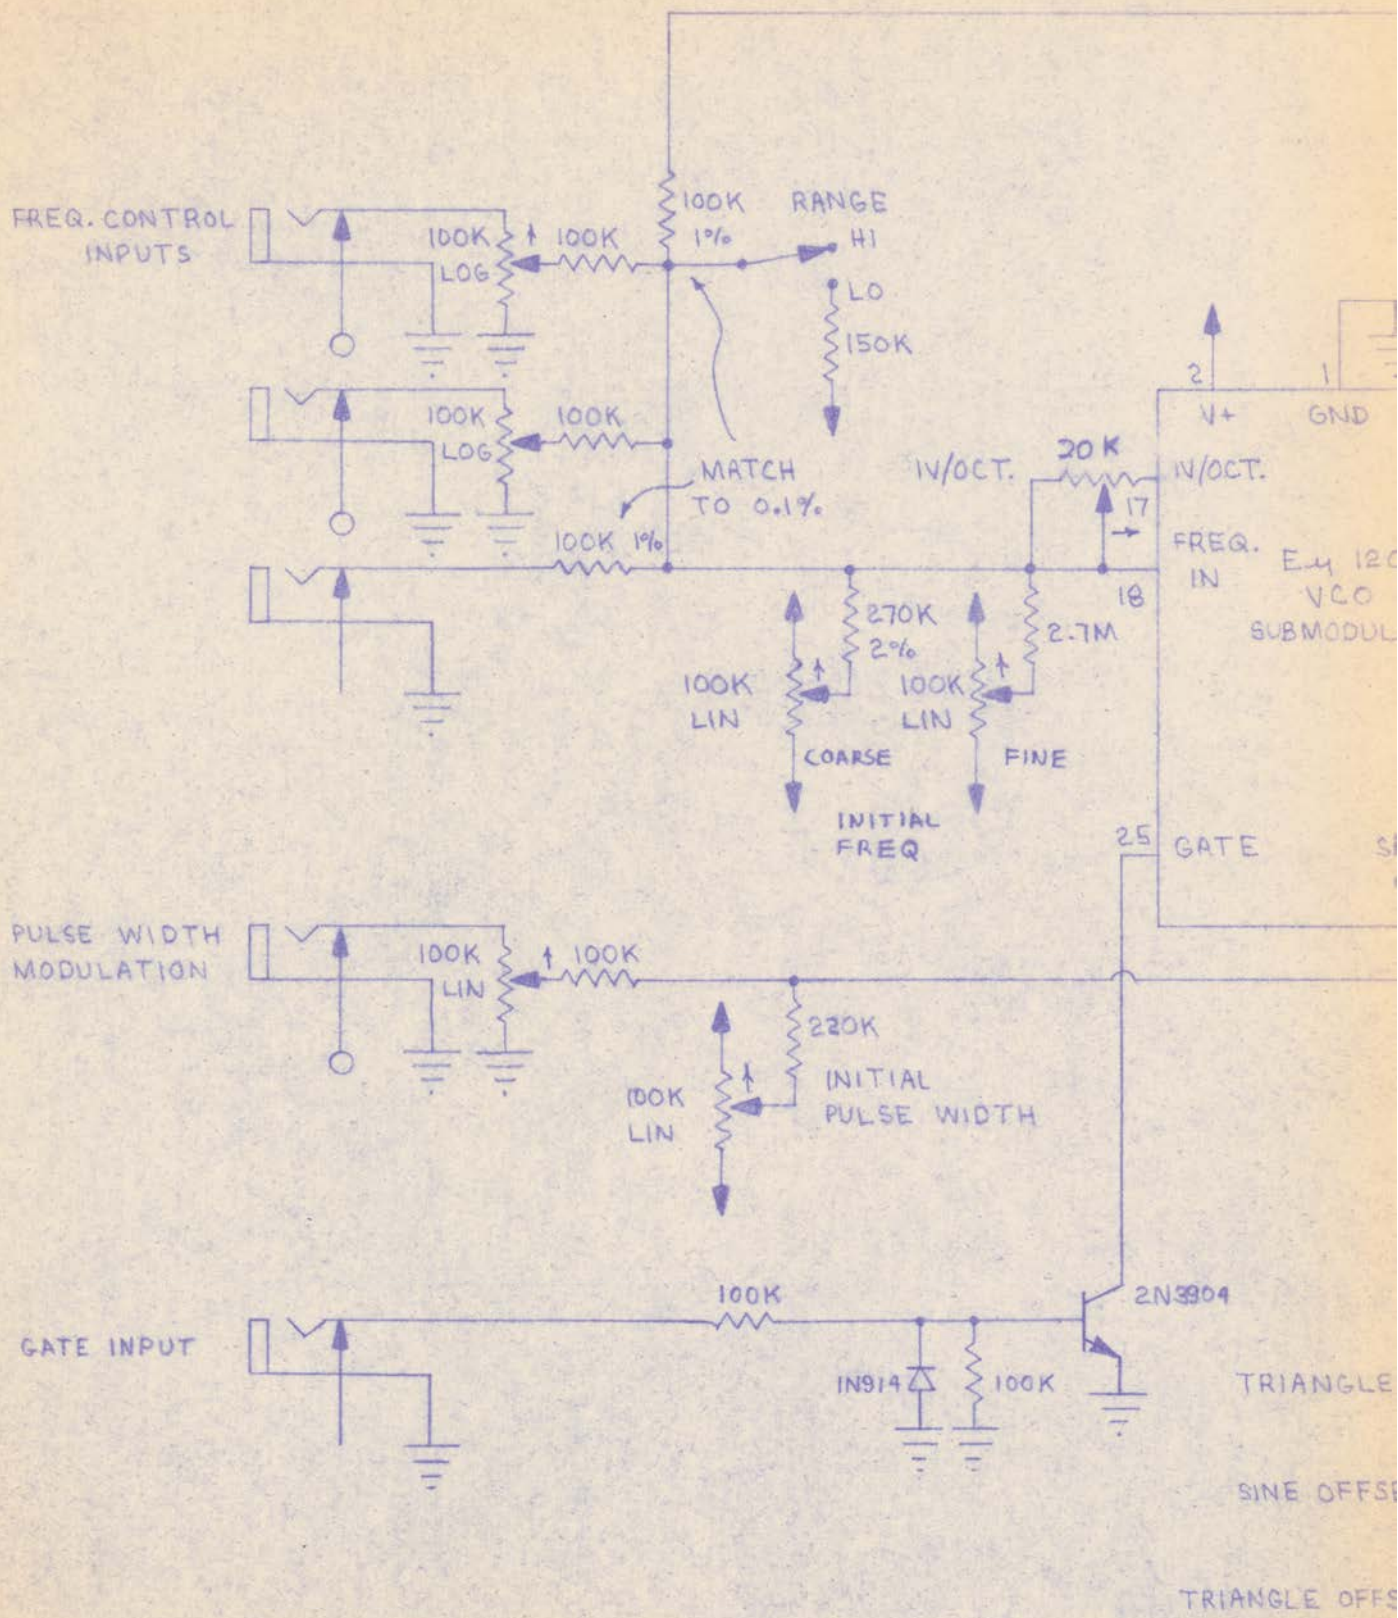 FREQ. CONTROL
INPUTS
100K
LOG
100K
100K
1%
RANGE
HI
LO
150K
100K
LOG
100K
MATCH
TO 0.1%
100K 1%
2
V+
1
GND
1V/OCT.
20K
1V/OCT.
17
FREQ.
IN
18
VCO
270K
2%
2.7M
100K
LIN
COARSE
100K
LIN
FINE
INITIAL
FREQ
25
GATE
PULSE WIDTH
MODULATION
100K
LIN
100K
220K
100K
LIN
INITIAL
PULSE WIDTH
GATE INPUT
100K
2N3904
1N914
100K
TRIANGLE
SINE
TRIANGLE